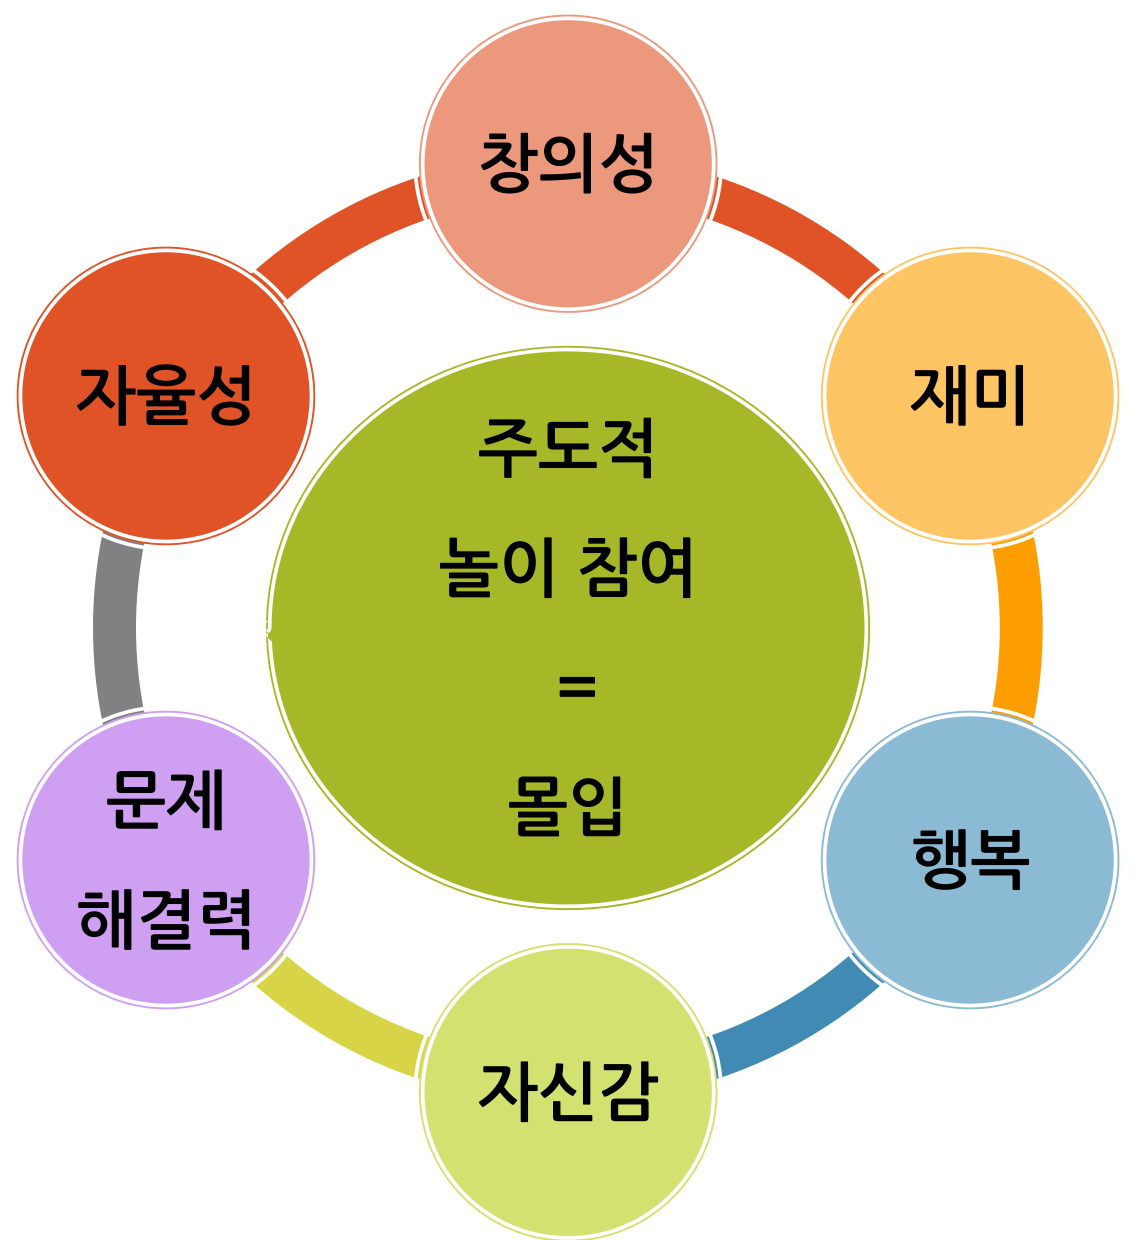 창의성
재미
행복
자신감
문제
해결력
자율성
주도적
놀이 참여
=
몰입